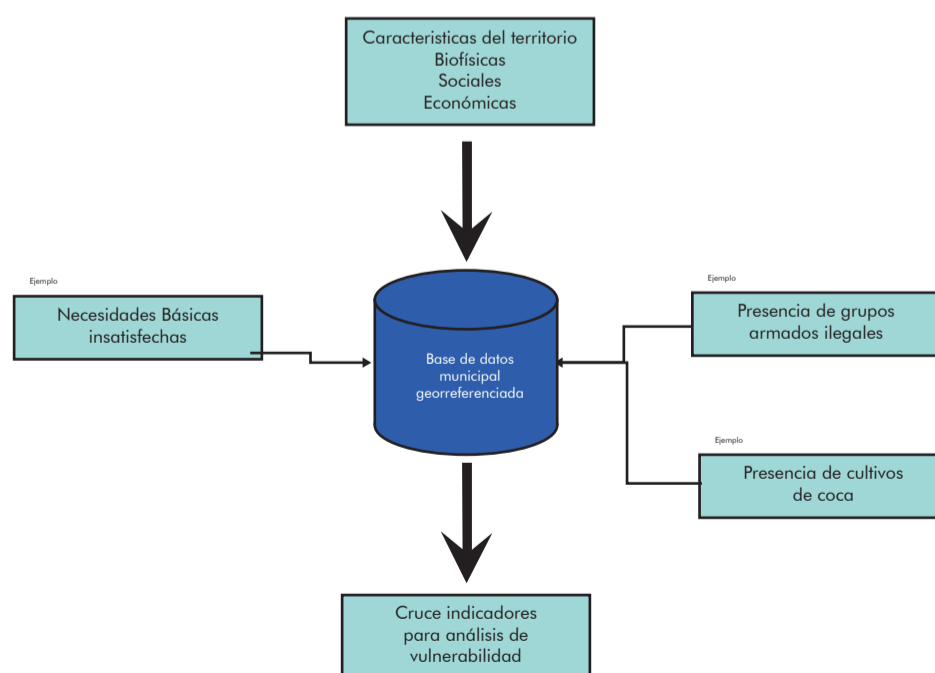 Caracteristicas del territorio
Biofísicas
Sociales
Económicas
Ejemplo
Necesidades Básicas
insatisfechas
Base de datos
municipal
georreferenciada
Ejemplo
Presencia de grupos
armados ilegales
Ejemplo
Presencia de cultivos
de coca
Cruce indicadores
para análisis de
vulnerabilidad